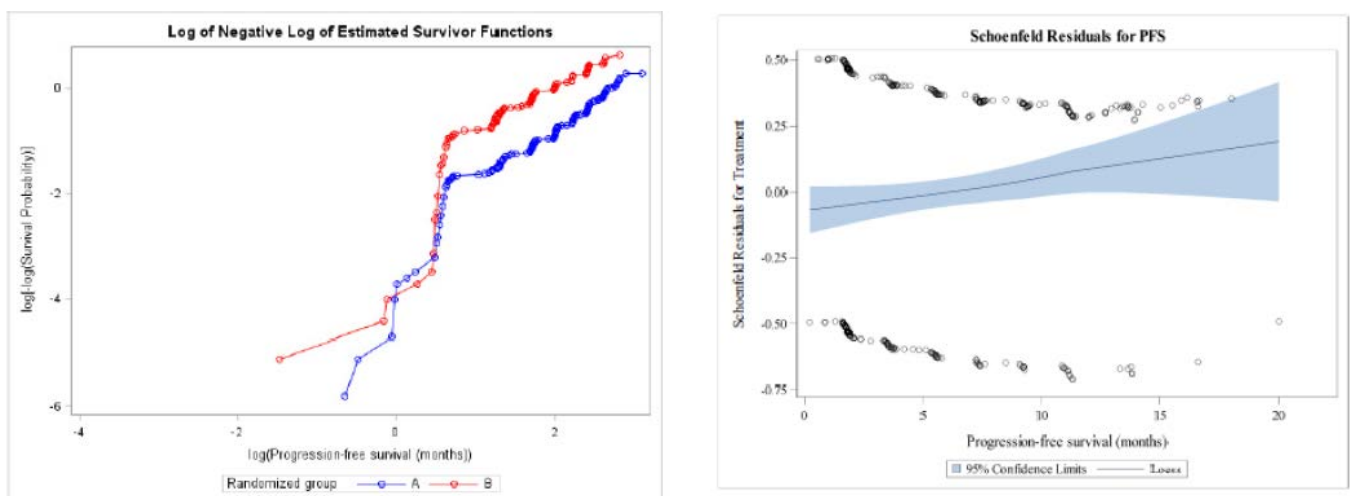 Log of Negative Log of Estimated Survivor Functions
0
-2
-4
-6
log[-log(Survival Probability)]
-4
-2
0
2
log(Progression-free survival (months))
Randomized group
A
B
Schoenfeld Residuals for PFS
0.50
0.25
0.00
-0.25
-0.50
-0.75
Schoenfeld Residuals for Treatment
0
5
10
15
20
Progression-free survival (months)
95% Confidence Limits
Loess